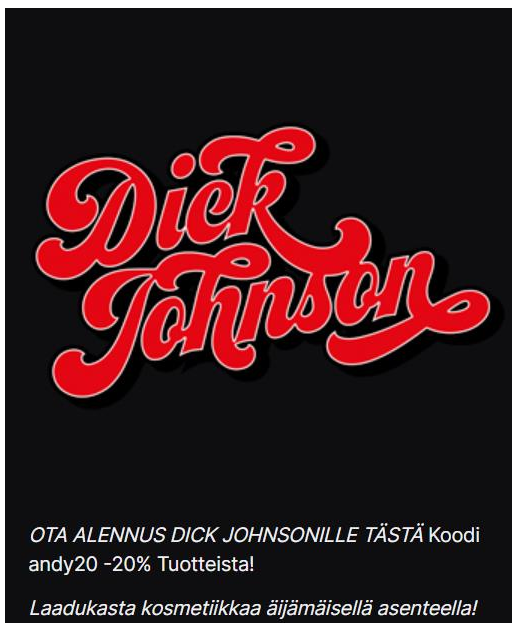 Dick
Johnson
OTA ALENNUS DICK JOHNSONILLE TÄSTÄ Koodi
andy20 -20% Tuotteista!
Laadukasta kosmetiikkaa äijämäisellä asenteella!